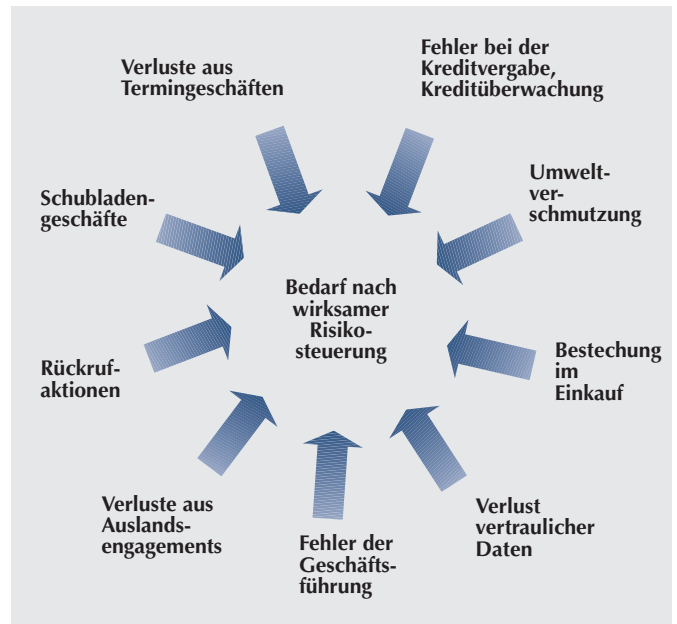 Verluste aus
Termingeschäften
Fehler bei der
Kreditvergabe,
Kreditüberwachung
Umwelt-
ver-
schmutzung
Schubladen-
geschäfte
Bedarf nach
wirksamer
Risiko-
steuerung
Bestechung
im
Einkauf
Rückruf-
aktionen
Verluste aus
Auslands-
engagements
Fehler der
Geschäfts-
führung
Verlust
vertraulicher
Daten